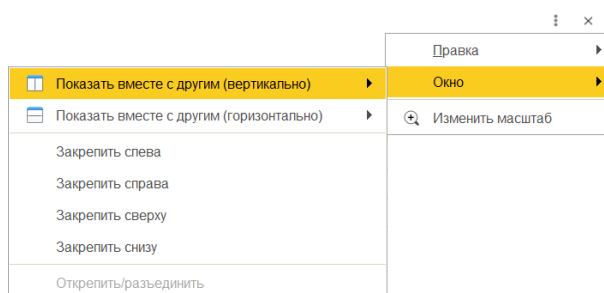 Правка
Окно
Изменить масштаб
Показать вместе с другим (вертикально)
Показать вместе с другим (горизонтально)
Закрепить слева
Закрепить справа
Закрепить сверху
Закрепить снизу
Открепить/разъединить